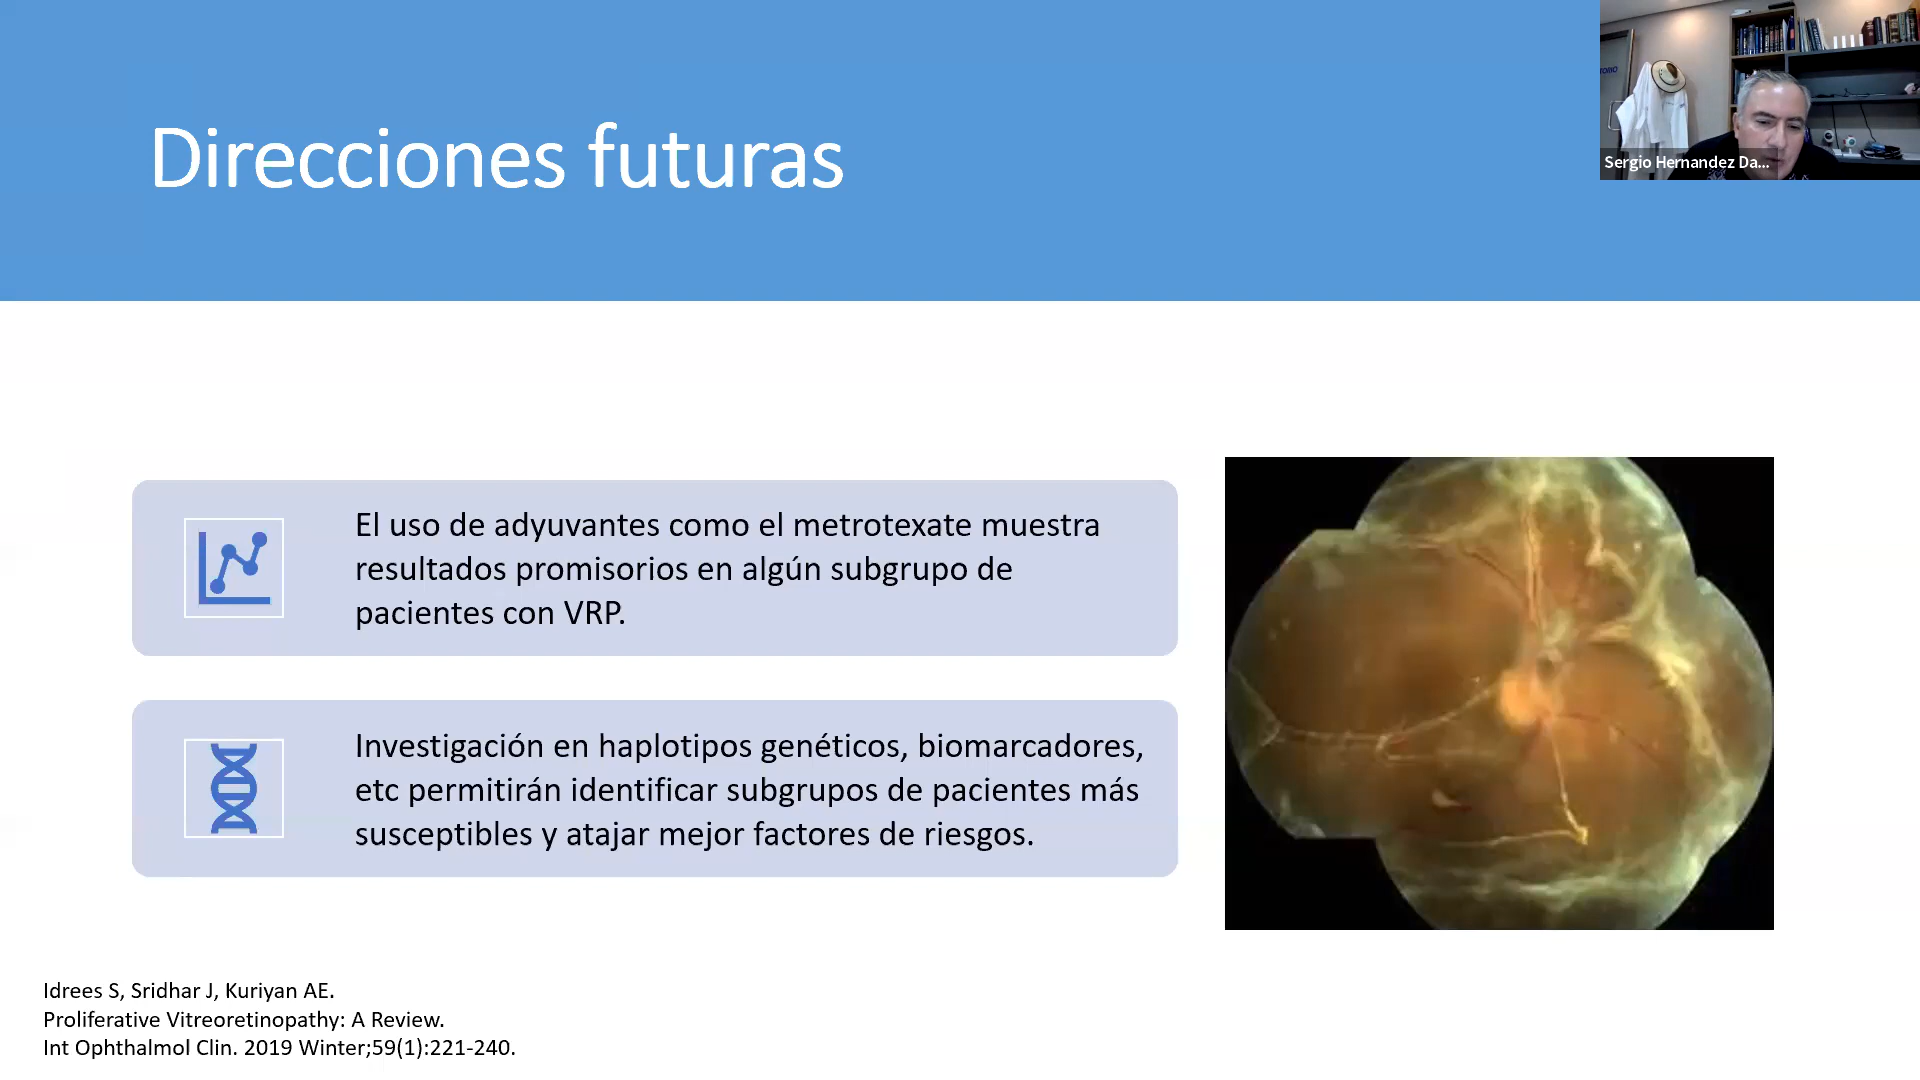 Direcciones futuras
Sergio Hernandez Da...
El uso de adyuvantes como el metrotexate muestra
resultados promisorios en algún subgrupo de
pacientes con VRP.
Investigación en haplotipos genéticos, biomarcadores,
etc permitirán identificar subgrupos de pacientes más
susceptibles y atajar mejor factores de riesgos.
Idrees S, Sridhar J, Kuriyan AE.
Proliferative Vitreoretinopathy: A Review.
Int Ophthalmol Clin. 2019 Winter;59(1):221-240.